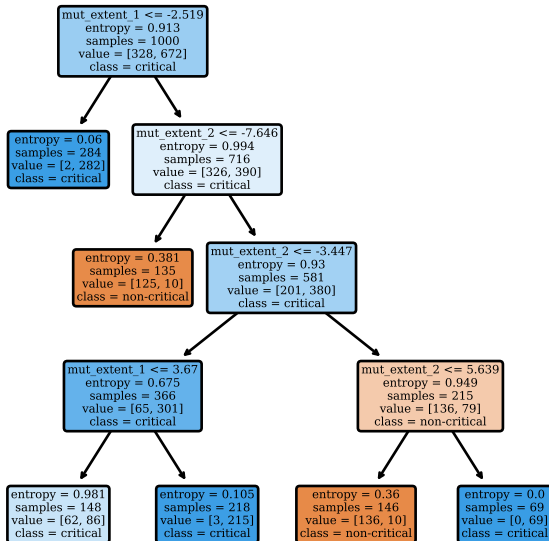 mut_extent_1 <= -2.519
entropy = 0.913
samples = 1000
value = [328, 672]
class = critical
entropy = 0.06
samples = 284
value = [2, 282]
class = critical
mut_extent_2 <= -7.646
entropy = 0.994
samples = 716
value = [326, 390]
class = critical
entropy = 0.381
samples = 135
value = [125, 10]
class = non-critical
mut_extent_2 <= -3.447
entropy = 0.93
samples = 581
value = [201, 380]
class = critical
mut_extent_1 <= 3.67
entropy = 0.675
samples = 366
value = [65, 301]
class = critical
mut_extent_2 <= 5.639
entropy = 0.949
samples = 215
value = [136, 79]
class = non-critical
entropy = 0.981
samples = 148
value = [62, 86]
class = critical
entropy = 0.105
samples = 218
value = [3, 215]
class = critical
entropy = 0.36
samples = 146
value = [136, 10]
class = non-critical
entropy = 0.0
samples = 69
value = [0, 69]
class = critical